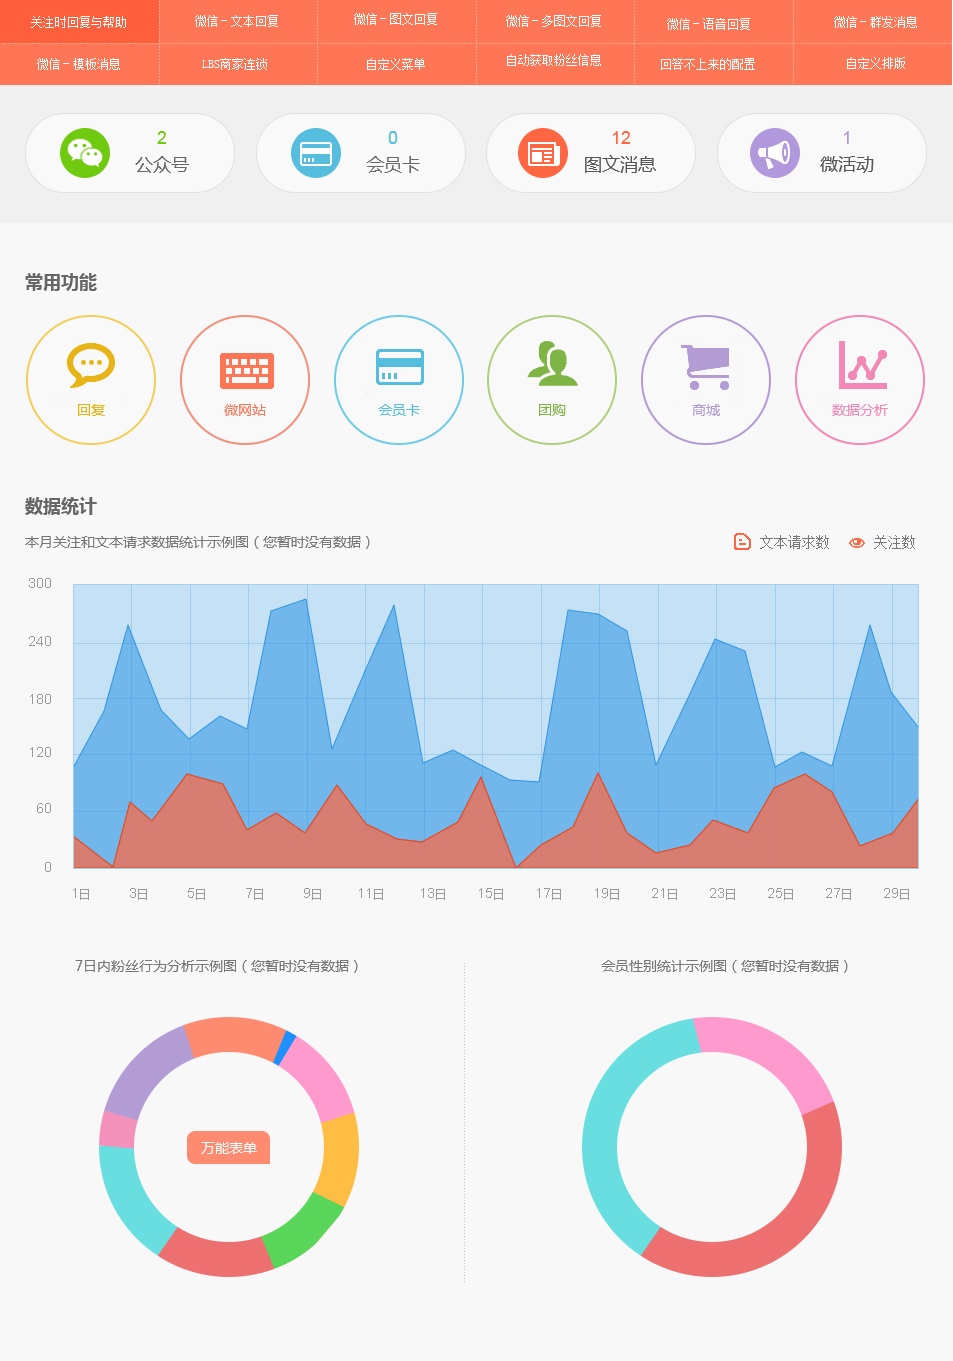 关注时回复与帮助
微信 – 文本回复
微信 – 图文回复
微信 – 多图文回复
微信 – 语音回复
微信 – 群发消息
微信 – 模板消息
LBS商家连锁
自定义菜单
自动获取粉丝信息
回答不上来的配置
自定义排版
2
公众号
0
会员卡
12
图文消息
1
微活动
常用功能
回复
微网站
会员卡
团购
商城
数据分析
数据统计
本月关注和文本请求数据统计示例图 ( 您暂时没有数据 )
文本请求数
关注数
300
240
180
120
60
0
1日 3日 5日 7日 9日 11日 13日 15日 17日 19日 21日 23日 25日 27日 29日
7日内粉丝行为分析示例图 ( 您暂时没有数据 )
会员性别统计示例图 ( 您暂时没有数据 )
万能表单